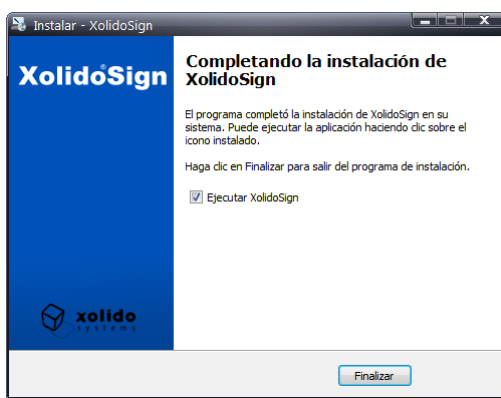 Instalar - XolidoSign
XolidoSign
Completando la instalación de
XolidoSign
El programa completó la instalación de XolidoSign en su
sistema. Puede ejecutar la aplicación haciendo clic sobre el
icono instalado.
Haga clic en Finalizar para salir del programa de instalación.
Ejecutar XolidoSign
xolido
systems
Finalizar